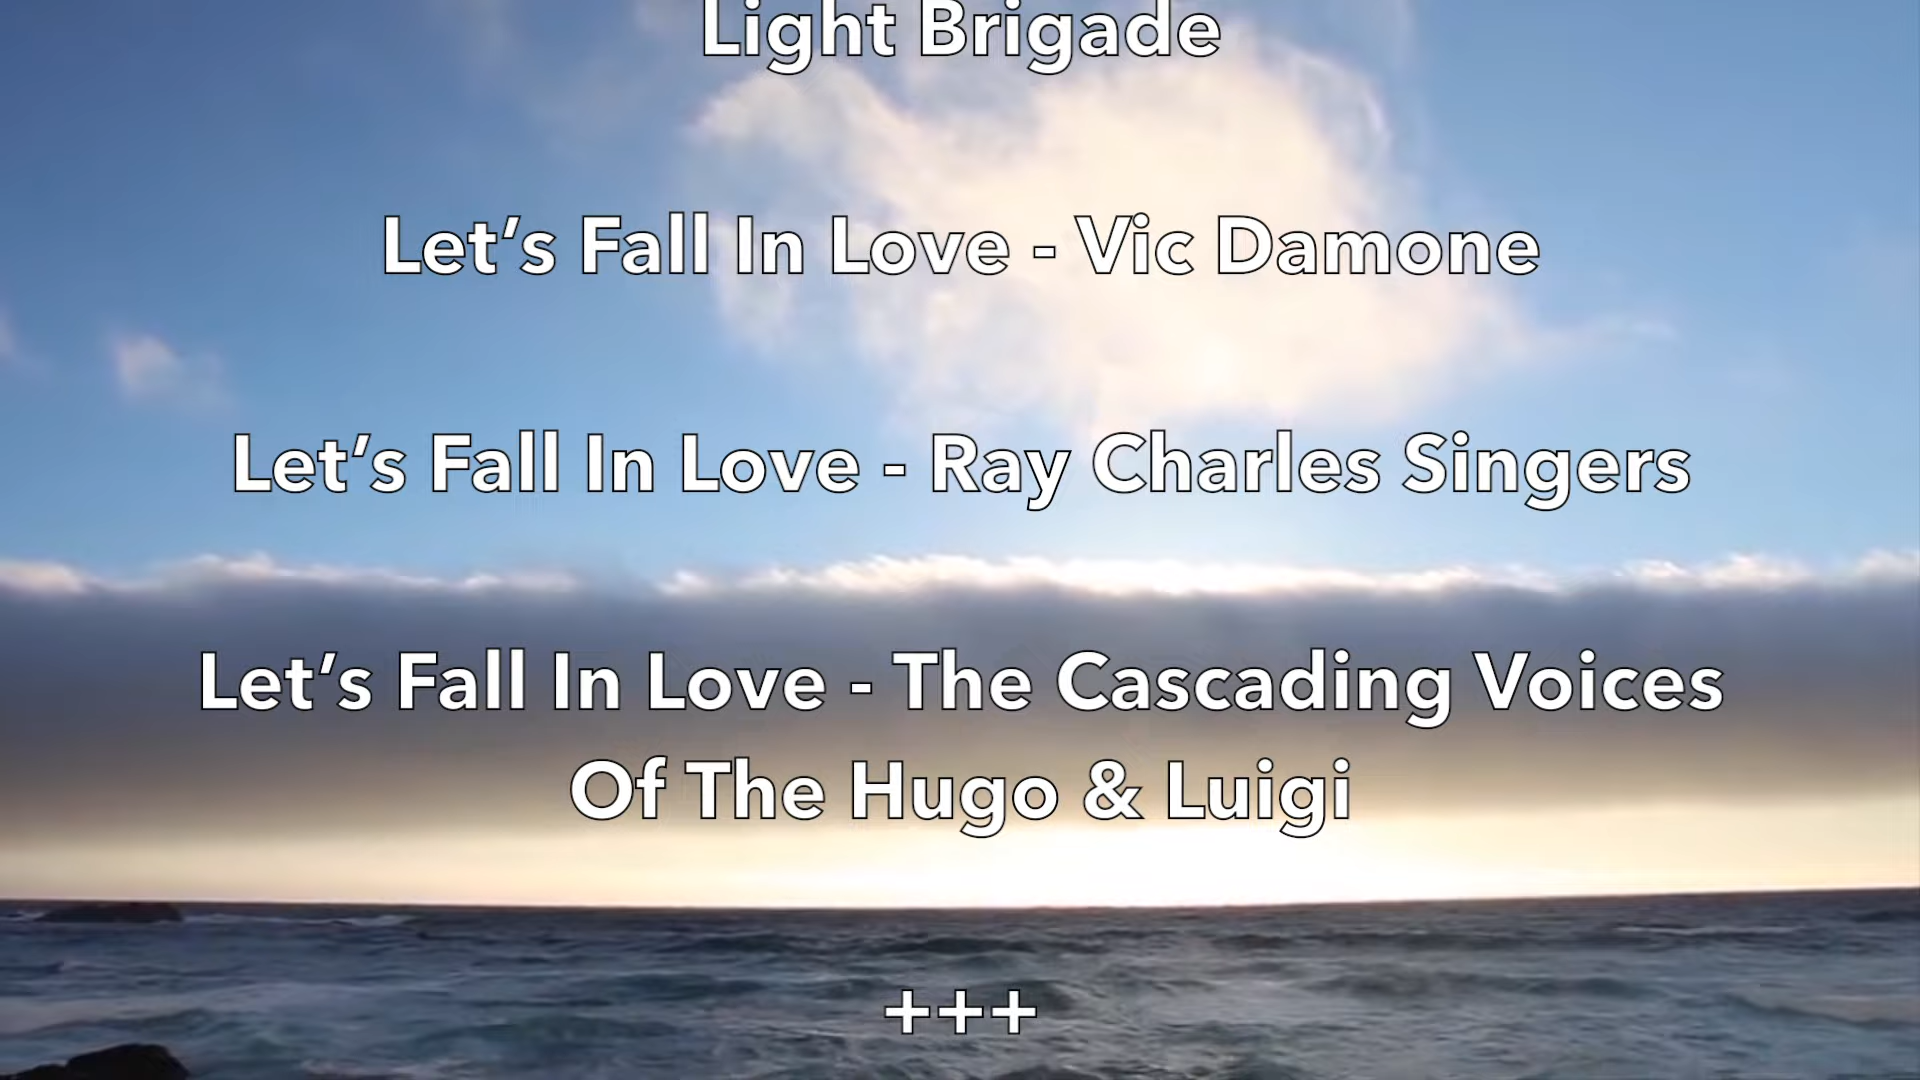 Light Brigade
Let’s Fall In Love - Vic Damone
Let’s Fall In Love - Ray Charles Singers
Let’s Fall In Love - The Cascading Voices
Of The Hugo & Luigi
+++